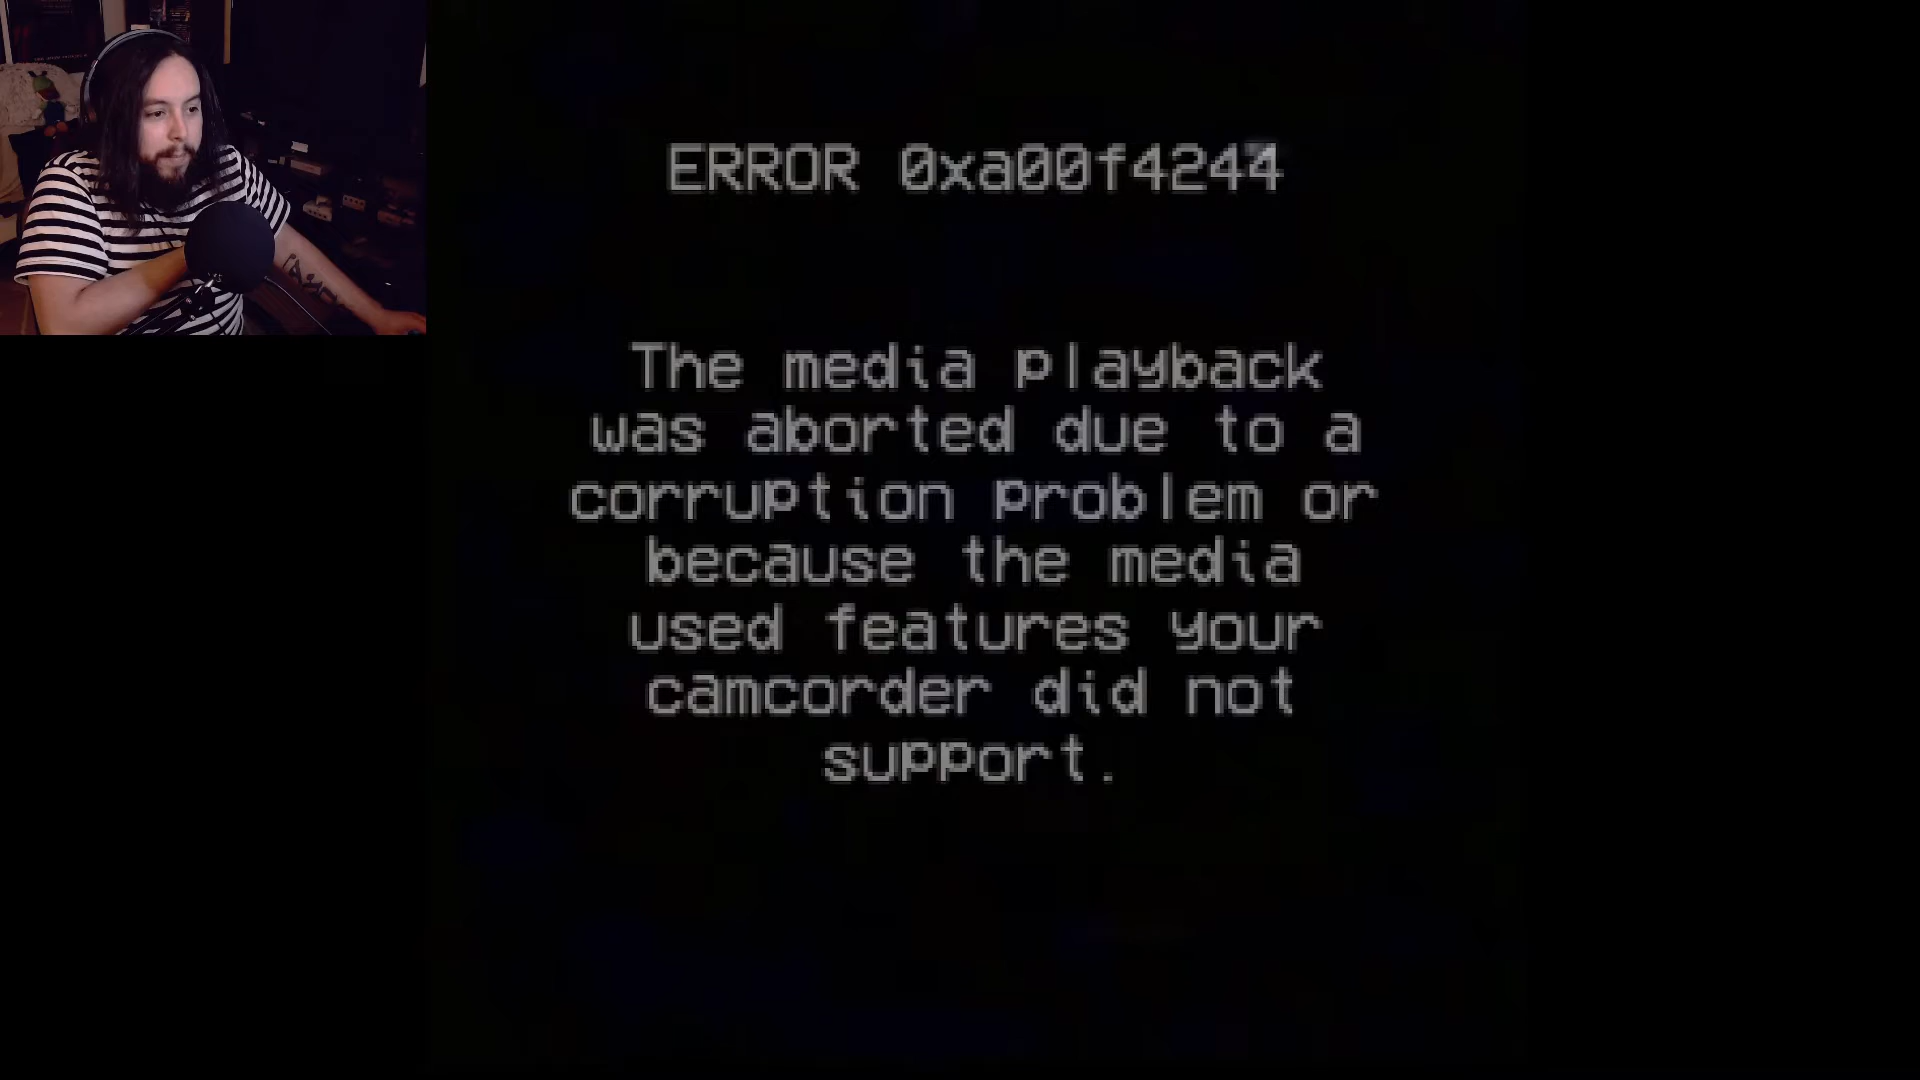 ERROR 0xa00f4244
The media playback
was aborted due to a
corruption problem or
because the media
used features your
camcorder did not
support.